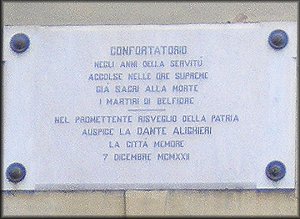 CONFORTATORIO
NEGLI ANNI DELLA SERVITÙ
ACCOLSE NELLE ORE SUPREME
GIÀ SACRI ALLA MORTE
I MARTIRI DI BELFIORE
NEL PROMETTENTE RISVEGLIO DELLA PATRIA
AUSPICE LA DANTE ALIGHIERI
LA CITTÀ MEMORE
7 DICEMBRE MCMXXII